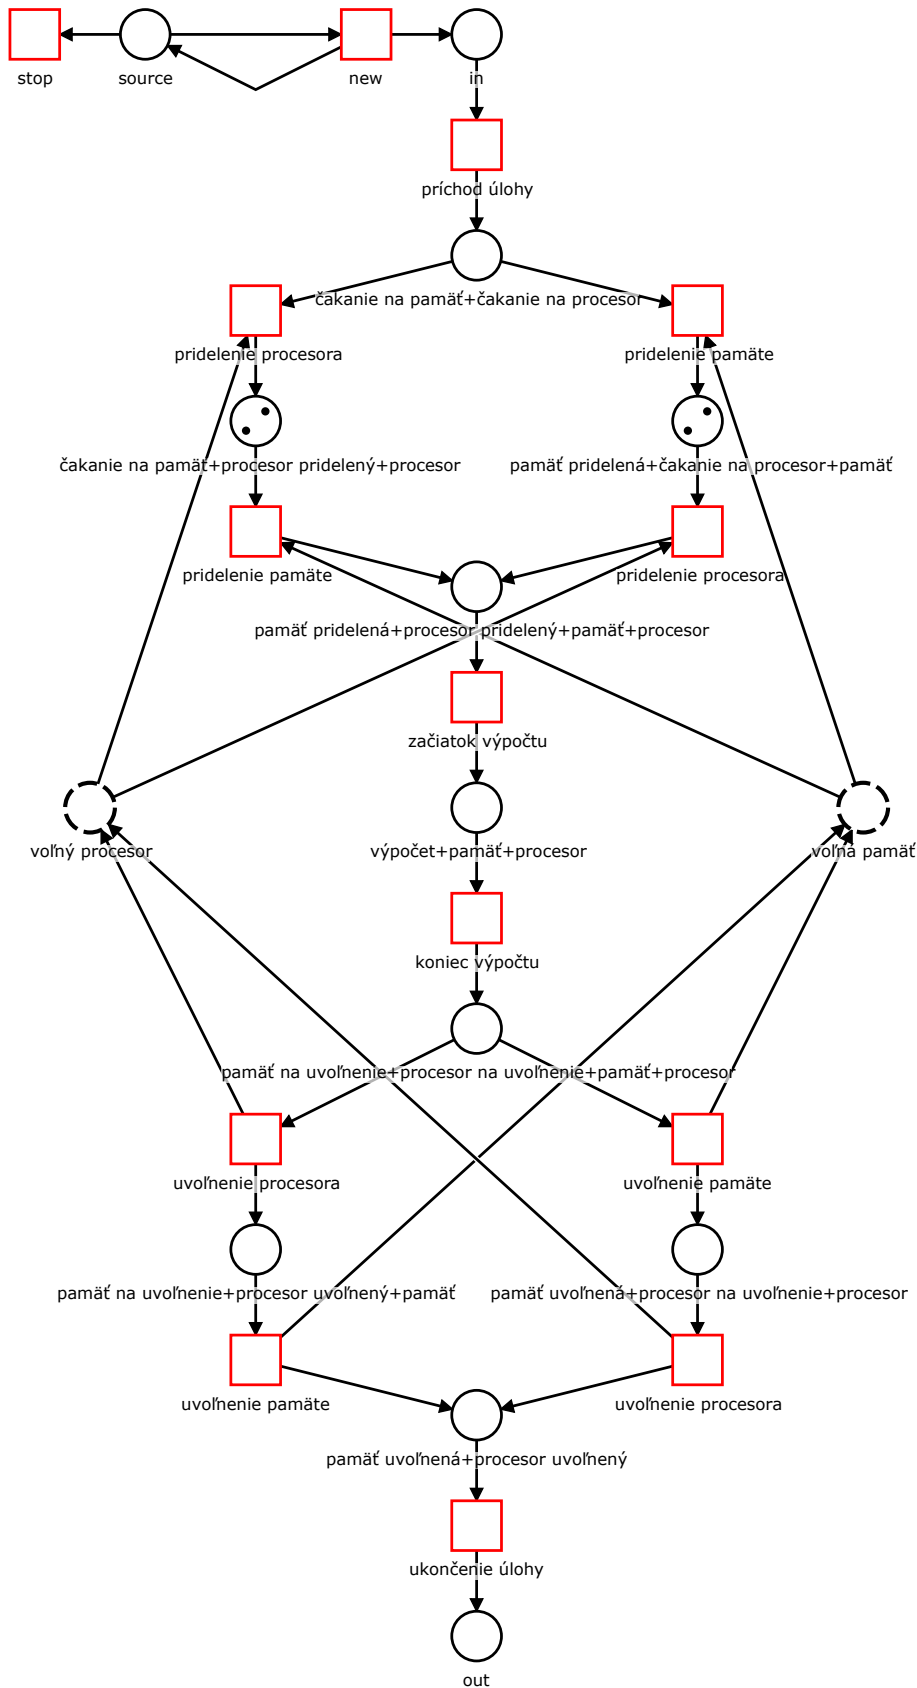 stop
source
new
in
príchod úlohy
čakanie na pamäť+čakanie na procesor
pridelenie procesora
pridelenie pamäte
čakanie na pamäť+procesor pridelený+procesor
pamäť pridelená+čakanie na procesor+pamäť
pridelenie pamäte
pridelenie procesora
pamäť pridelená+procesor pridelený+pamäť+procesor
začiatok výpočtu
voľný procesor
výpočet+pamäť+procesor
voľná pamäť
koniec výpočtu
pamäť na uvoľnenie+procesor na uvoľnenie+pamäť+procesor
uvoľnenie procesora
uvoľnenie pamäte
pamäť na uvoľnenie+procesor uvoľnený+pamäť
pamäť uvoľnená+procesor na uvoľnenie+procesor
uvoľnenie pamäte
uvoľnenie procesora
pamäť uvoľnená+procesor uvoľnený
ukončenie úlohy
out